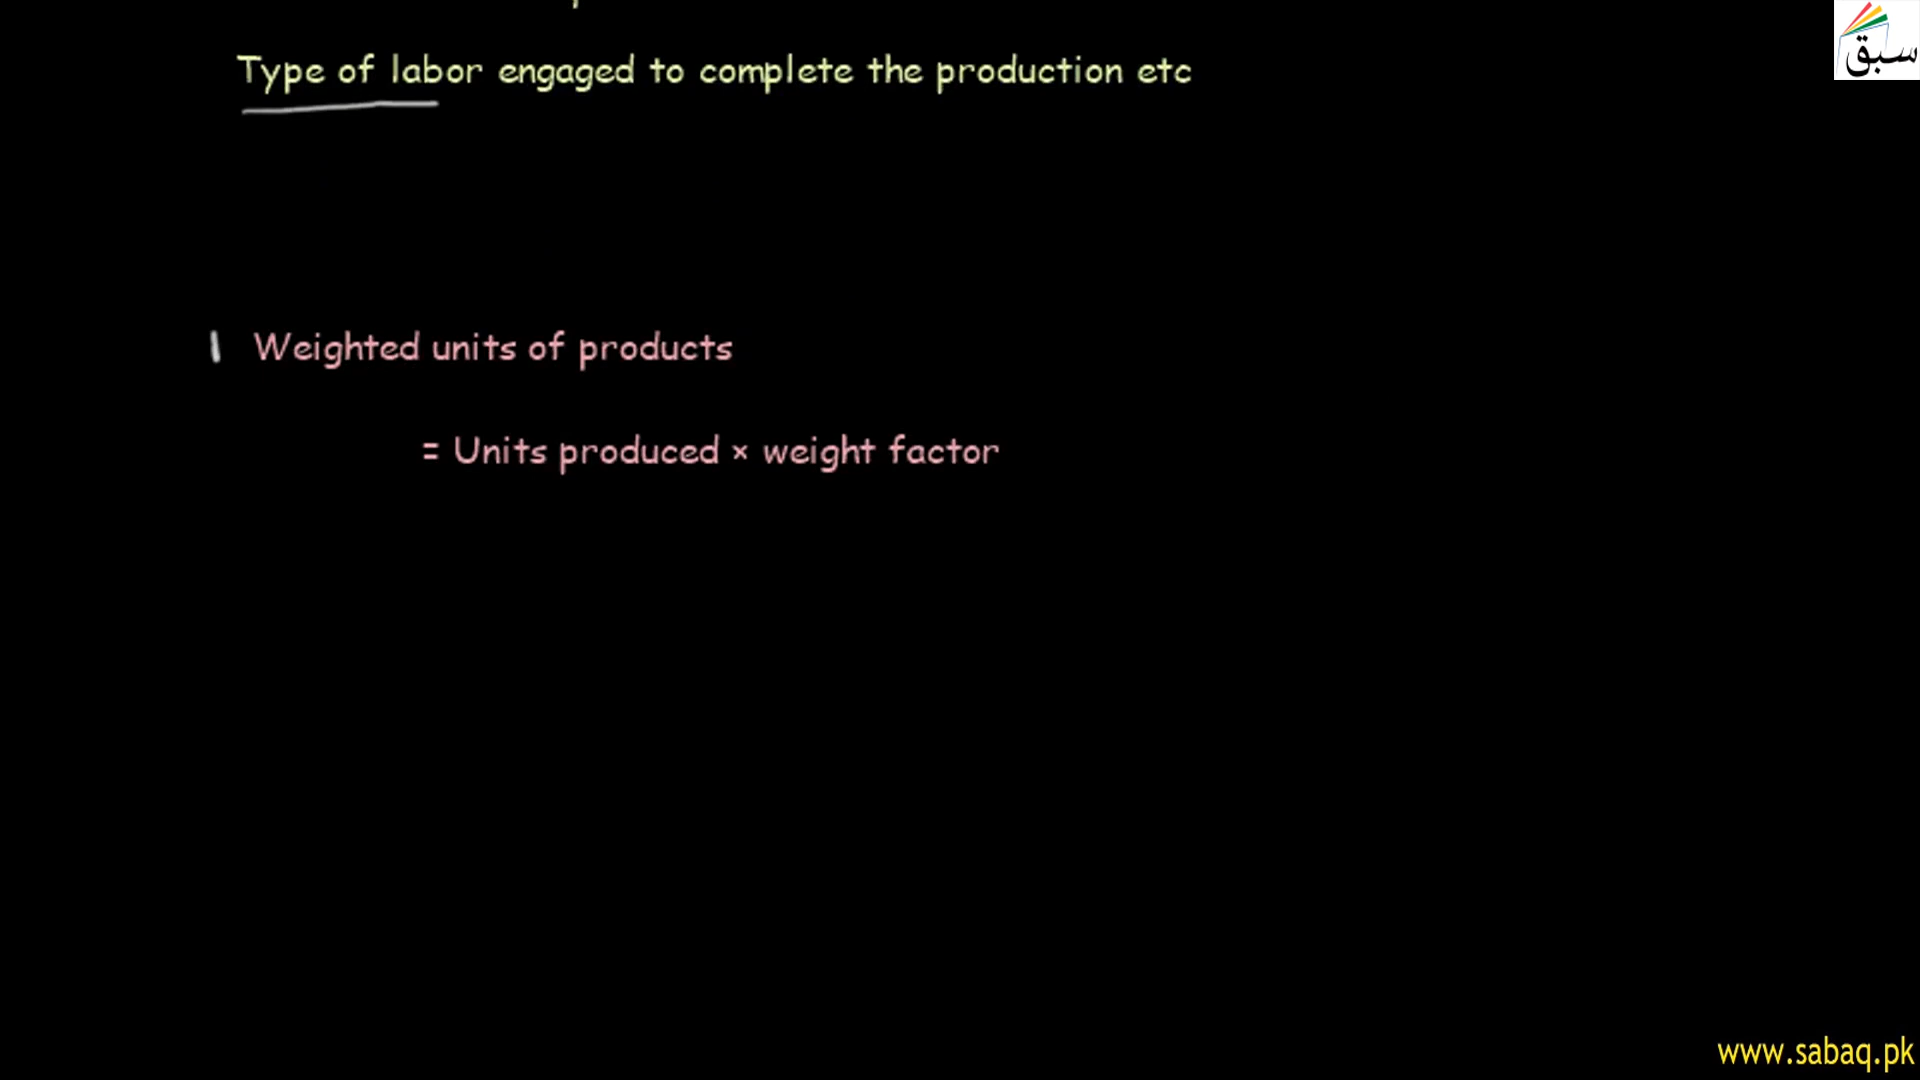 سبق
Type of labor engaged to complete the production etc
1 Weighted units of products
= Units produced × weight factor
www.sabaq.pk